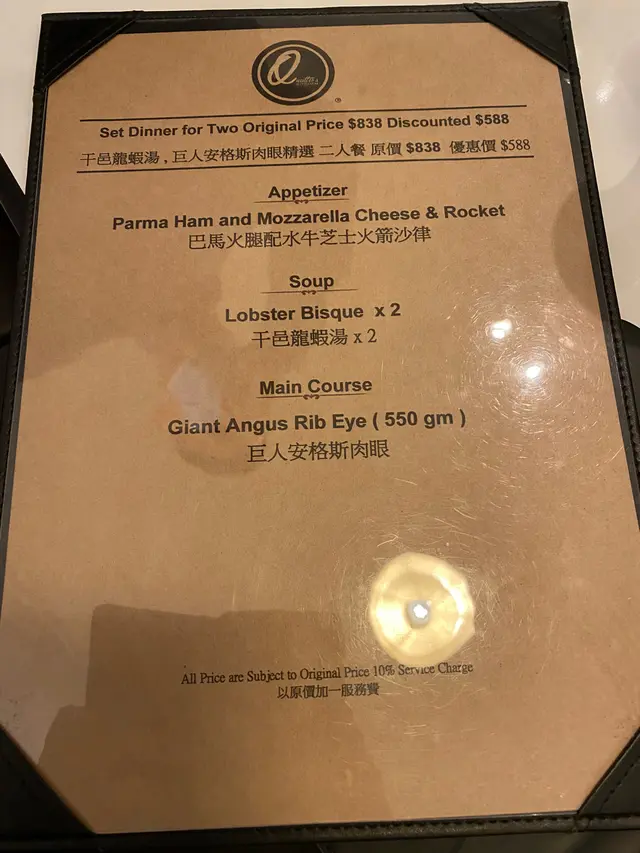 Set Dinner for Two Original Price $838 Discounted $588
干邑龍蝦湯 , 巨人安格斯肉眼精選 二人餐 原價 $838 優惠價 $588
Appetizer
Parma Ham and Mozzarella Cheese & Rocket
巴馬火腿配水牛芝士火箭沙律
Soup
Lobster Bisque x 2
干邑龍蝦湯 x 2
Main Course
Giant Angus Rib Eye ( 550 gm )
巨人安格斯肉眼
All Price are Subject to Original Price 10% Service Charge
以原價加一服務費